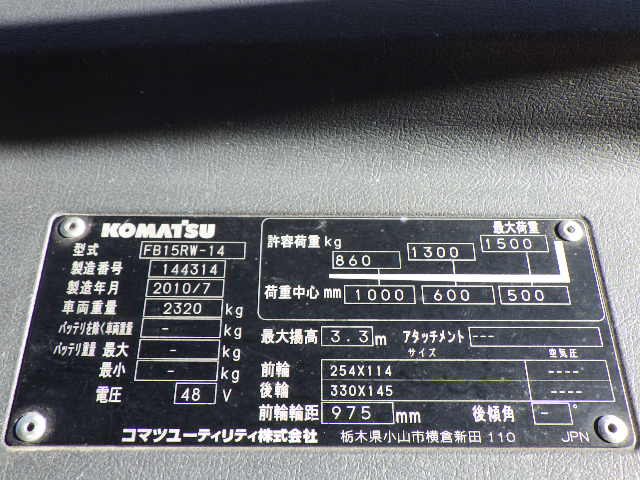 KOMATSU
型式 FB15RW-14
製造番号 144314
製造年月 2010/7
車両重量 2320 kg
バッテリを除く車両重量 - kg
バッテリ重量 最大 - kg
最小 - kg
電圧 48 V
最大荷重
許容荷重 kg 860 1300 1500
荷重中心 mm 1000 600 500
最大揚高 3.3 m アタッチメント ---
サイズ 空気圧
前輪 254X114 ----
後輪 330X145 ----
前輪輪距 975 mm 後傾角 - °
コマツユーティリティ株式会社 栃木県小山市横倉新田 110 JPN